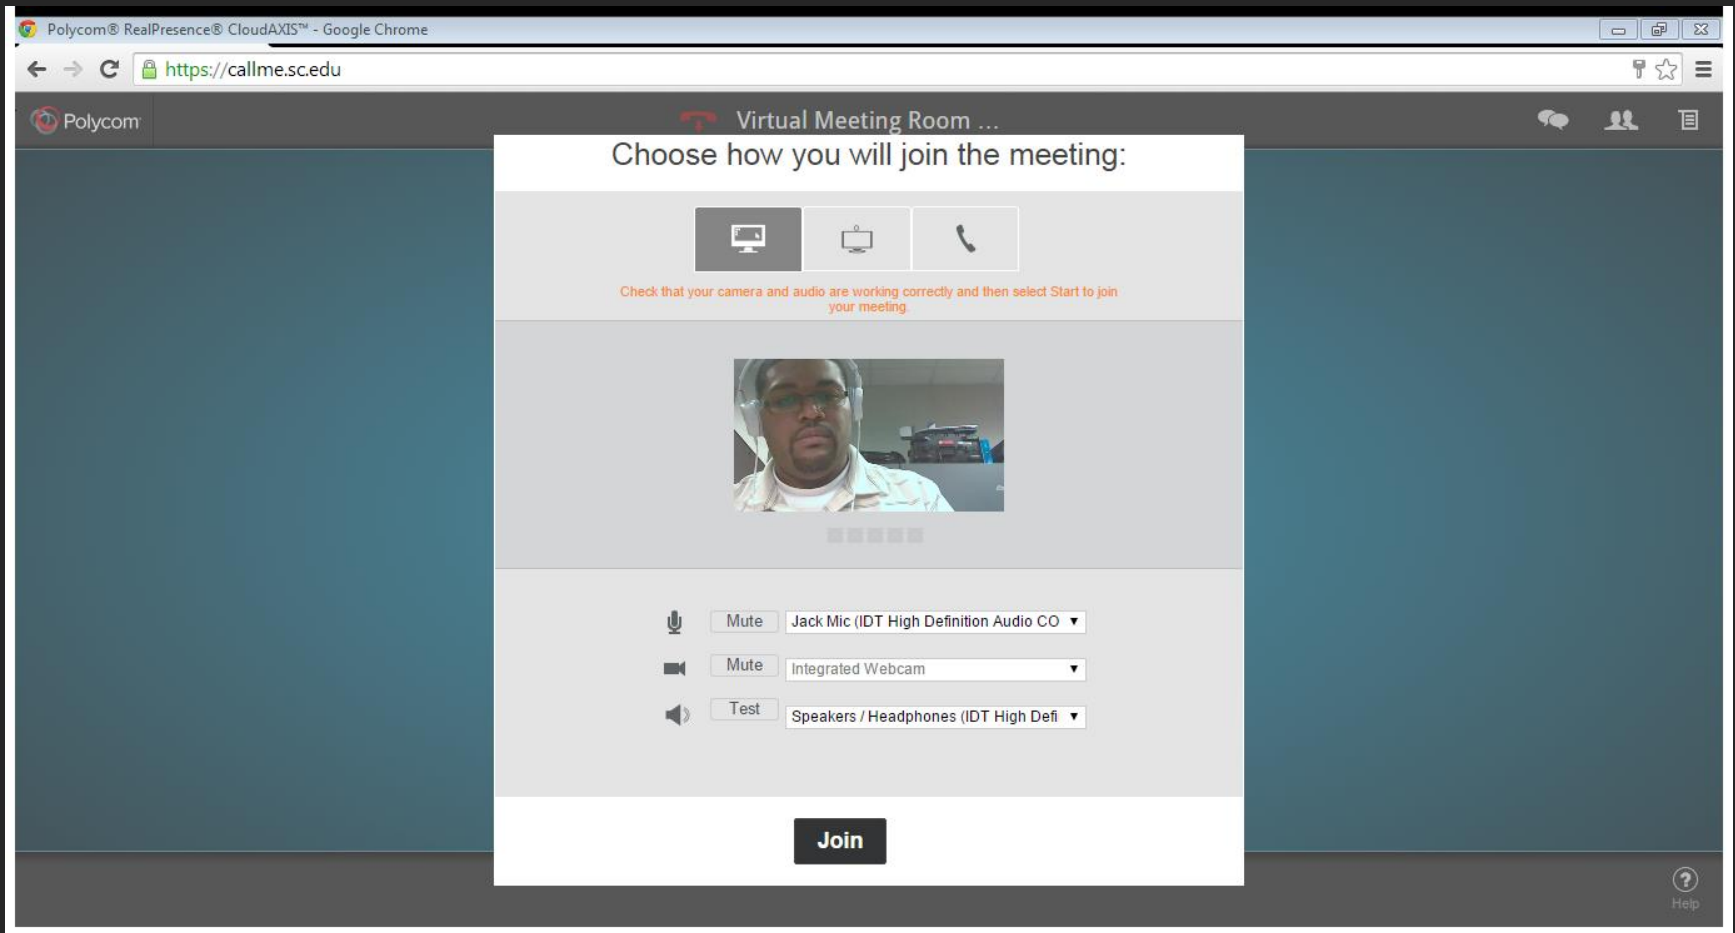 Polycom® RealPresence® CloudAXIS™ - Google Chrome
https://callme.sc.edu
Polycom
Virtual Meeting Room ...
Choose how you will join the meeting:
Check that your camera and audio are working correctly and then select Start to join
your meeting.
Mute
Jack Mic (IDT High Definition Audio CO
Mute
Integrated Webcam
Test
Speakers / Headphones (IDT High Defi
Join
?
Help